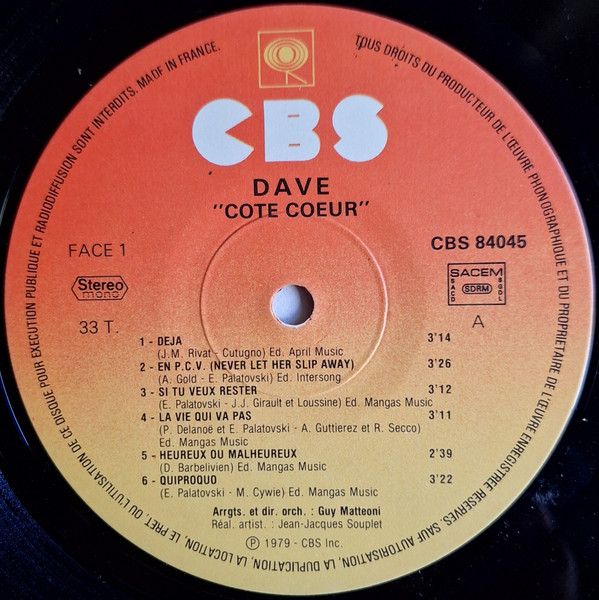 TOUS DROITS DU PRODUCTEUR DE L'ŒUVRE PHONOGRAPHIQUE ET DU PROPRIETAIRE DE L'ŒUVRE ENREGISTREE RESERVES. SAUF AUTORISATION, LA DUPLICATION, LA LOCATION, LE PRET, OU L'UTILISATION DE CE DISQUE POUR EXECUTION PUBLIQUE ET RADIODIFFUSION SONT INTERDITS. MADE IN FRANCE.
CBS
DAVE
"COTE COEUR"
FACE 1
CBS 84045
Stereo
mono
SACEM
SACD
SDRM
SGDL
33 T.
A
1 - DEJA 3'14
(J.M. Rivat - Cutugno) Ed. April Music
2 - EN P.C.V. (NEVER LET HER SLIP AWAY) 3'26
(A. Gold - E. Palatovski) Ed. Intersong
3 - SI TU VEUX RESTER 3'12
(E. Palatovski - J.J. Girault et Loussine) Ed. Mangas Music
4 - LA VIE QUI VA PAS 3'11
(P. Delanoë et E. Palatovski - A. Guttierez et R. Secco)
Ed. Mangas Music
5 - HEUREUX OU MALHEUREUX 2'39
(D. Barbelivien) Ed. Mangas Music
6 - QUIPROQUO 3'22
(E. Palatovski - M. Cywie) Ed. Mangas Music
Arrgts. et dir. orch. : Guy Matteoni
Réal. artist. : Jean-Jacques Souplet
Ⓟ 1979 - CBS Inc.